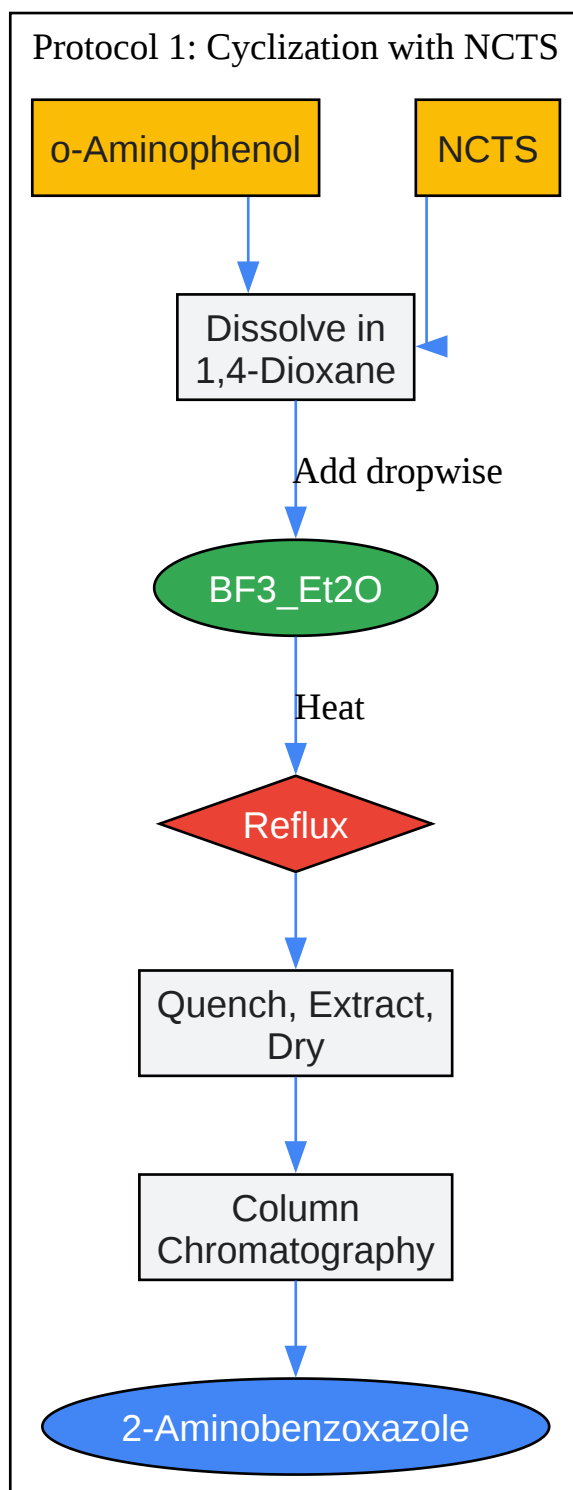 Protocol 1: Cyclization with NCTS
o-Aminophenol
NCTS
Dissolve in
1,4-Dioxane
Add dropwise
BF3_Et2O
Heat
Reflux
Quench, Extract,
Dry
Column
Chromatography
2-Aminobenzoxazole